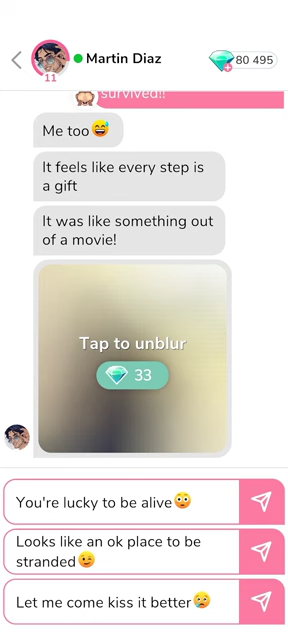 Martin Diaz
80 495
11
survived!!
Me too😅
It feels like every step is
a gift
It was like something out
of a movie!
Tap to unblur
33
You're lucky to be alive😳
Looks like an ok place to be
stranded😉
Let me come kiss it better😢